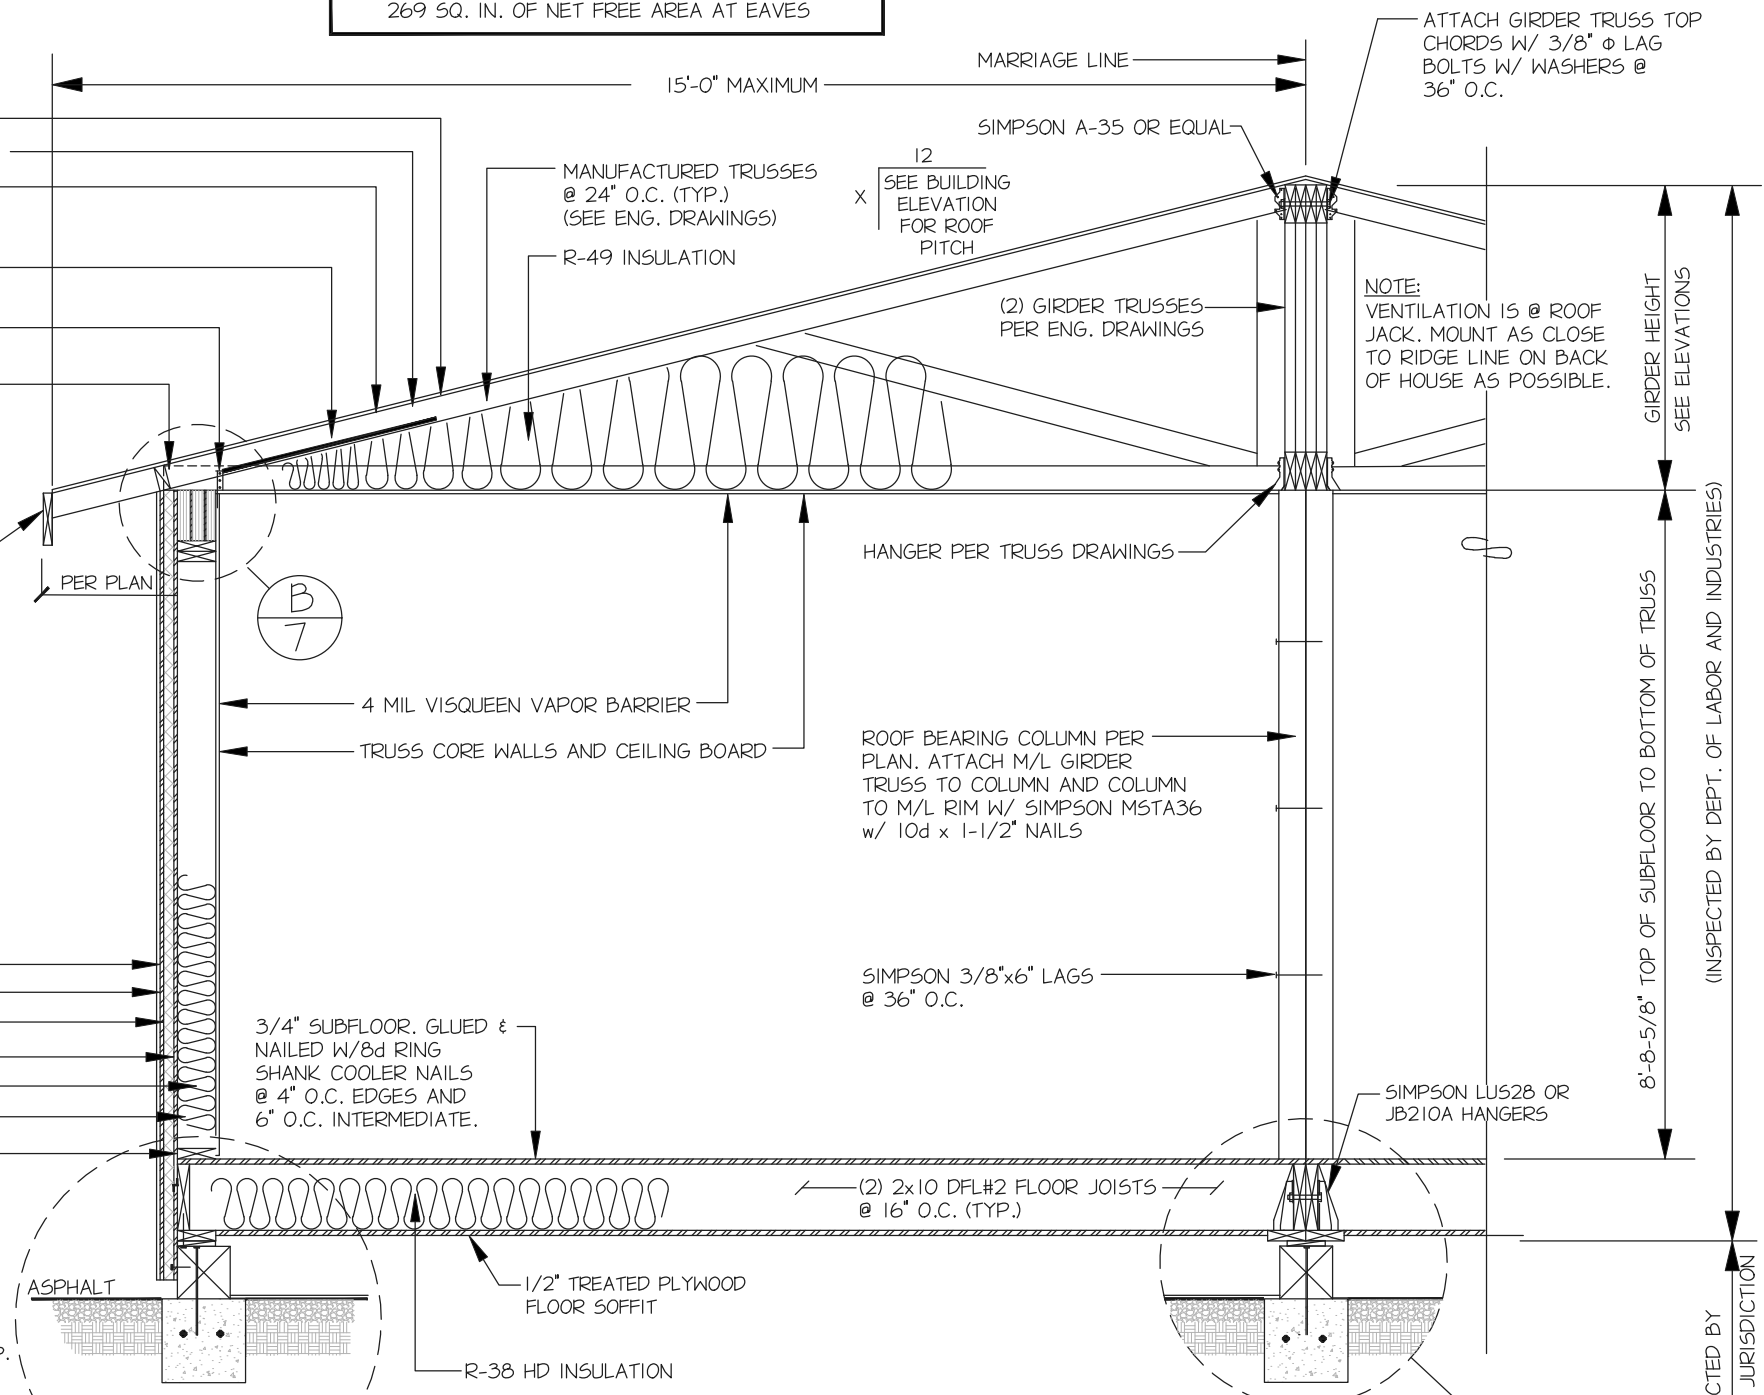 269 SQ. IN. OF NET FREE AREA AT EAVES
ATTACH GIRDER TRUSS TOP
CHORDS W/ 3/8" Φ LAG
BOLTS W/ WASHERS @
36" O.C.
MARRIAGE LINE
15'-0" MAXIMUM
SIMPSON A-35 OR EQUAL
MANUFACTURED TRUSSES
@ 24" O.C. (TYP.)
(SEE ENG. DRAWINGS)
12
X
SEE BUILDING
ELEVATION
FOR ROOF
PITCH
R-49 INSULATION
(2) GIRDER TRUSSES
PER ENG. DRAWINGS
NOTE:
VENTILATION IS @ ROOF
JACK. MOUNT AS CLOSE
TO RIDGE LINE ON BACK
OF HOUSE AS POSSIBLE.
GIRDER HEIGHT
SEE ELEVATIONS
HANGER PER TRUSS DRAWINGS
PER PLAN
B
7
4 MIL VISQUEEN VAPOR BARRIER
TRUSS CORE WALLS AND CEILING BOARD
ROOF BEARING COLUMN PER
PLAN. ATTACH M/L GIRDER
TRUSS TO COLUMN AND COLUMN
TO M/L RIM W/ SIMPSON MSTA36
w/ 10d x 1-1/2" NAILS
8'-8-5/8" TOP OF SUBFLOOR TO BOTTOM OF TRUSS
(INSPECTED BY DEPT. OF LABOR AND INDUSTRIES)
SIMPSON 3/8"x6" LAGS
@ 36" O.C.
3/4" SUBFLOOR. GLUED &
NAILED W/8d RING
SHANK COOLER NAILS
@ 4" O.C. EDGES AND
6" O.C. INTERMEDIATE.
SIMPSON LUS28 OR
JB210A HANGERS
(2) 2x10 DFL#2 FLOOR JOISTS
@ 16" O.C. (TYP.)
ASPHALT
1/2" TREATED PLYWOOD
FLOOR SOFFIT
R-38 HD INSULATION
CTED BY
JURISDICTION